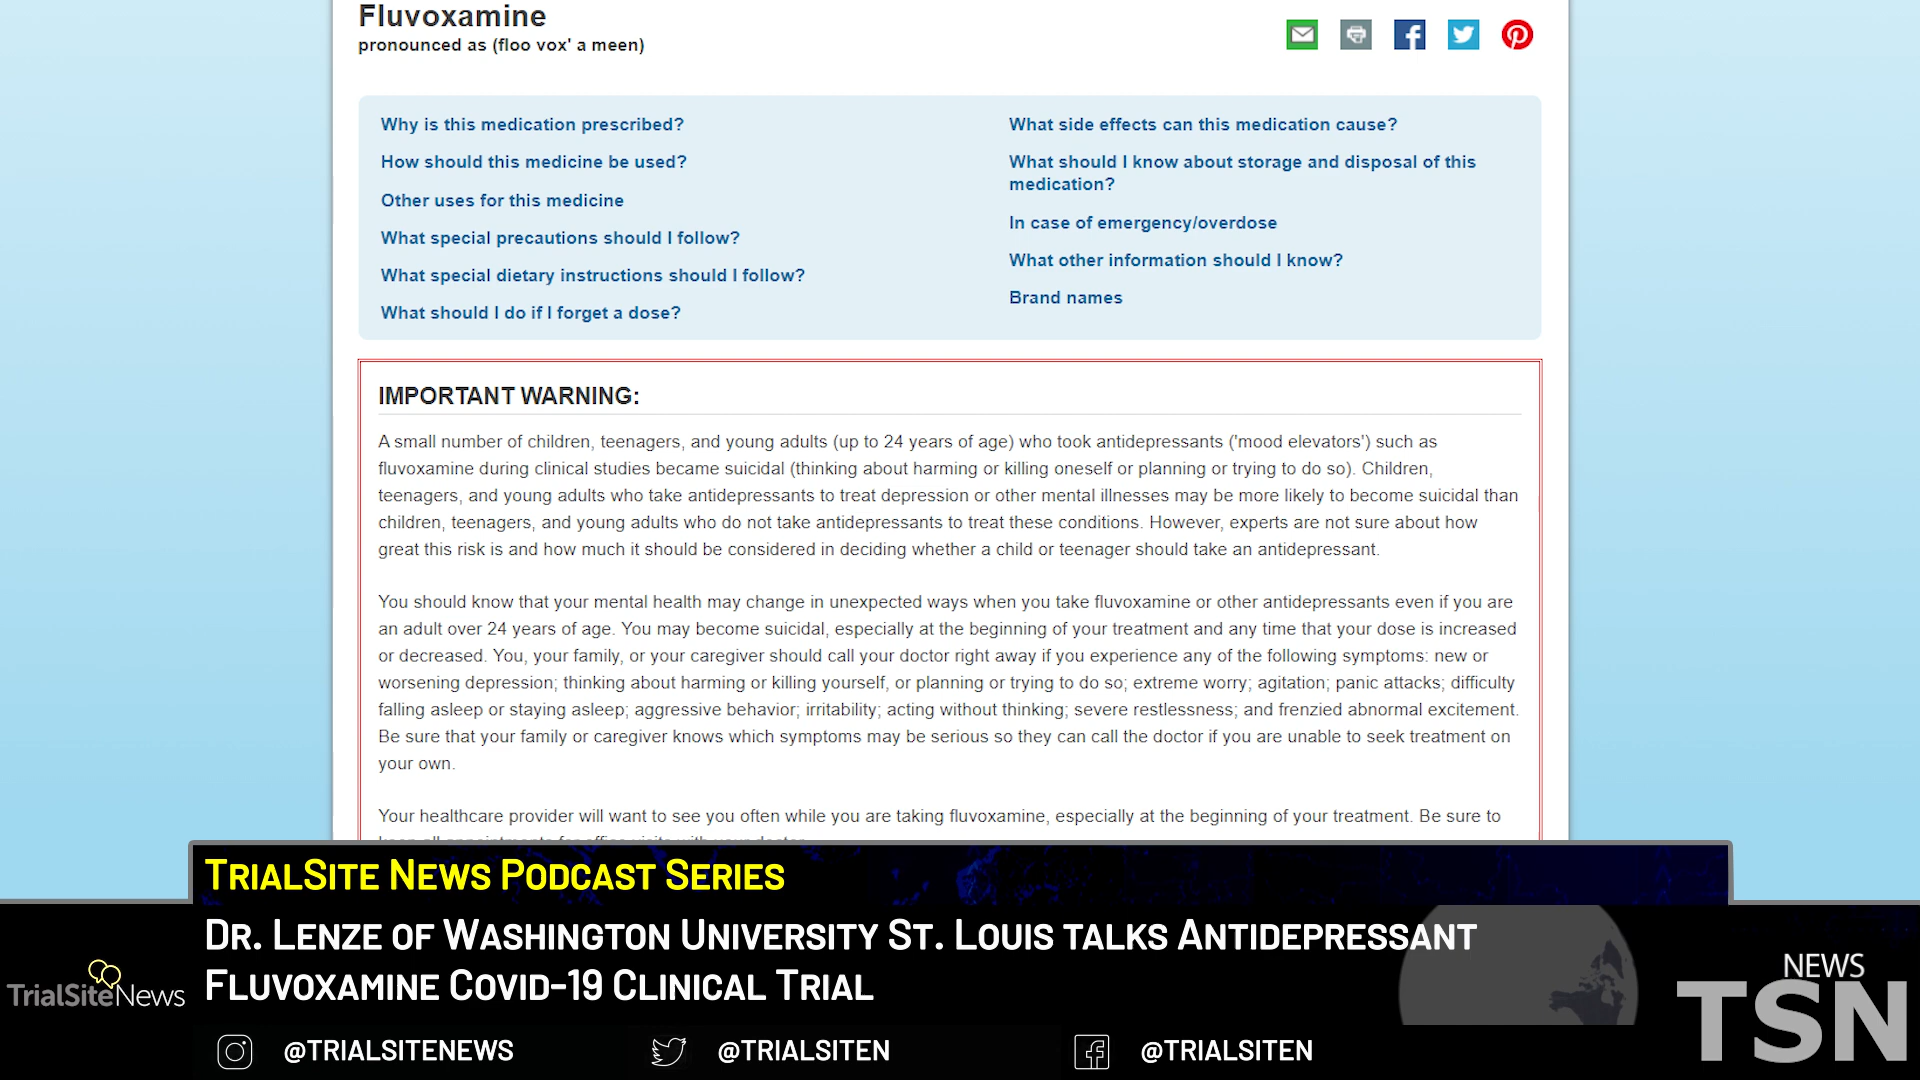 Fluvoxamine
pronounced as (floo vox' a meen)
Why is this medication prescribed?
How should this medicine be used?
Other uses for this medicine
What special precautions should I follow?
What special dietary instructions should I follow?
What should I do if I forget a dose?
What side effects can this medication cause?
What should I know about storage and disposal of this
medication?
In case of emergency/overdose
What other information should I know?
Brand names
IMPORTANT WARNING:
A small number of children, teenagers, and young adults (up to 24 years of age) who took antidepressants ('mood elevators') such as
fluvoxamine during clinical studies became suicidal (thinking about harming or killing oneself or planning or trying to do so). Children,
teenagers, and young adults who take antidepressants to treat depression or other mental illnesses may be more likely to become suicidal than
children, teenagers, and young adults who do not take antidepressants to treat these conditions. However, experts are not sure about how
great this risk is and how much it should be considered in deciding whether a child or teenager should take an antidepressant.
You should know that your mental health may change in unexpected ways when you take fluvoxamine or other antidepressants even if you are
an adult over 24 years of age. You may become suicidal, especially at the beginning of your treatment and any time that your dose is increased
or decreased. You, your family, or your caregiver should call your doctor right away if you experience any of the following symptoms: new or
worsening depression; thinking about harming or killing yourself, or planning or trying to do so; extreme worry; agitation; panic attacks; difficulty
falling asleep or staying asleep; aggressive behavior; irritability; acting without thinking; severe restlessness; and frenzied abnormal excitement.
Be sure that your family or caregiver knows which symptoms may be serious so they can call the doctor if you are unable to seek treatment on
your own.
Your healthcare provider will want to see you often while you are taking fluvoxamine, especially at the beginning of your treatment. Be sure to
TrialSite News Podcast Series
Dr. Lenze of Washington University St. Louis talks Antidepressant
Fluvoxamine Covid-19 Clinical Trial
TrialSiteNews
NEWS
TSN
@TRIALSITENEWS
@TRIALSITEN
@TRIALSITEN